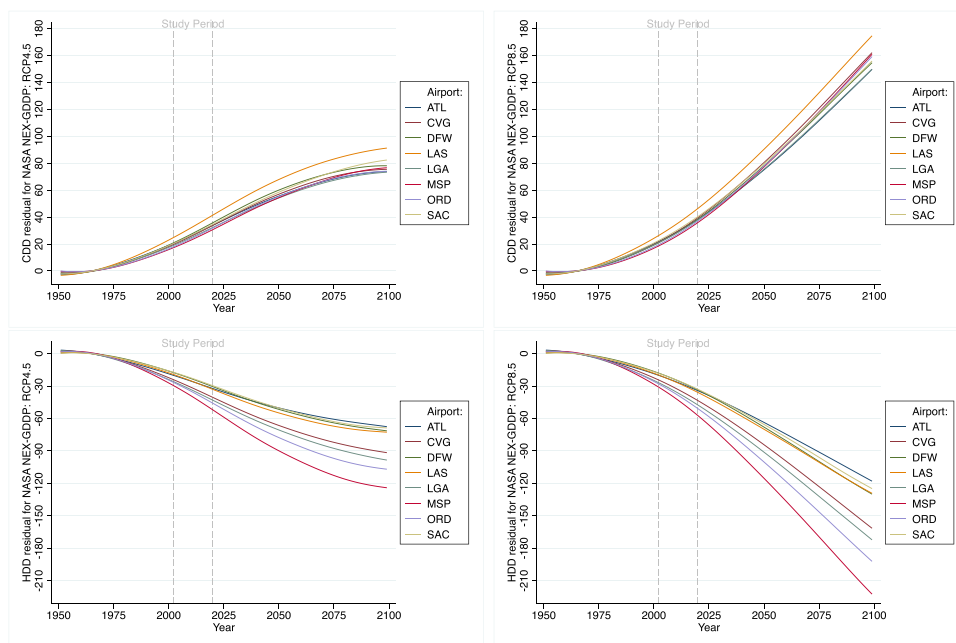 Study Period
CDD residual for NASA NEX-GDDP: RCP4.5
180
160
140
120
100
80
60
40
20
0
1950 1975 2000 2025 2050 2075 2100
Year
Airport:
ATL
CVG
DFW
LAS
LGA
MSP
ORD
SAC
Study Period
CDD residual for NASA NEX-GDDP: RCP8.5
180
160
140
120
100
80
60
40
20
0
1950 1975 2000 2025 2050 2075 2100
Year
Airport:
ATL
CVG
DFW
LAS
LGA
MSP
ORD
SAC
Study Period
HDD residual for NASA NEX-GDDP: RCP4.5
0
-30
-60
-90
-120
-150
-180
-210
1950 1975 2000 2025 2050 2075 2100
Year
Airport:
ATL
CVG
DFW
LAS
LGA
MSP
ORD
SAC
Study Period
HDD residual for NASA NEX-GDDP: RCP8.5
0
-30
-60
-90
-120
-150
-180
-210
1950 1975 2000 2025 2050 2075 2100
Year
Airport:
ATL
CVG
DFW
LAS
LGA
MSP
ORD
SAC